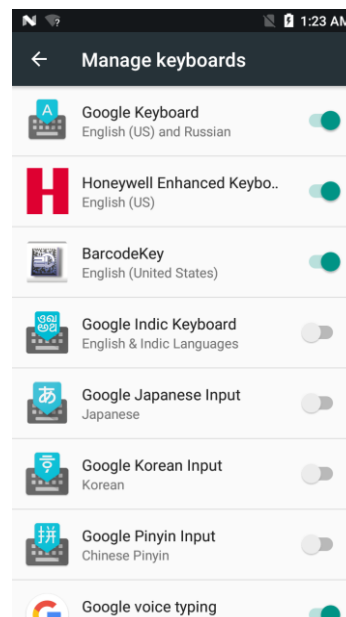 1:23 AM
Manage keyboards
Google Keyboard
English (US) and Russian
Honeywell Enhanced Keybo..
English (US)
BarcodeKey
English (United States)
Google Indic Keyboard
English & Indic Languages
Google Japanese Input
Japanese
Google Korean Input
Korean
Google Pinyin Input
Chinese Pinyin
Google voice typing